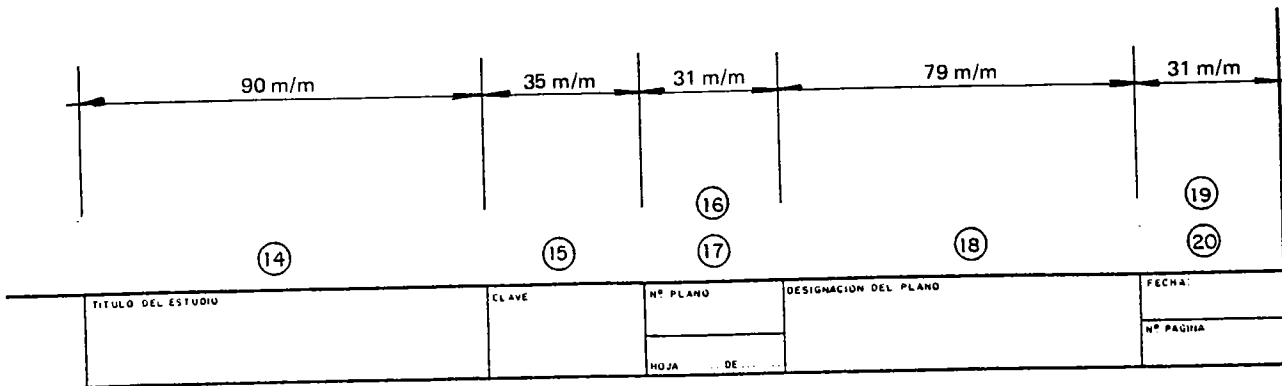 90 m/m 35 m/m 31 m/m 79 m/m 31 m/m
16 19
14 15 17 18 20
TITULO DEL ESTUDIO CLAVE Nº PLANO DESIGNACION DEL PLANO FECHA:
Nº PAGINA
HOJA ... DE ... ..